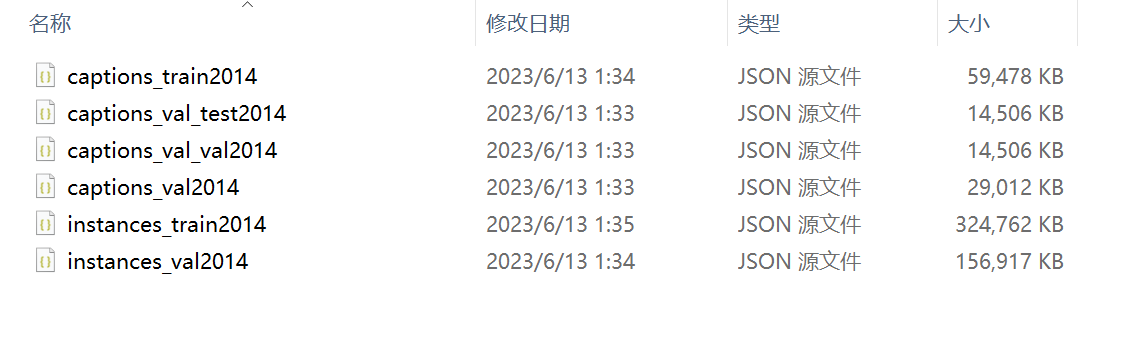 名称 修改日期 类型 大小
captions_train2014 2023/6/13 1:34 JSON 源文件 59,478 KB
captions_val_test2014 2023/6/13 1:33 JSON 源文件 14,506 KB
captions_val_val2014 2023/6/13 1:33 JSON 源文件 14,506 KB
captions_val2014 2023/6/13 1:33 JSON 源文件 29,012 KB
instances_train2014 2023/6/13 1:35 JSON 源文件 324,762 KB
instances_val2014 2023/6/13 1:34 JSON 源文件 156,917 KB